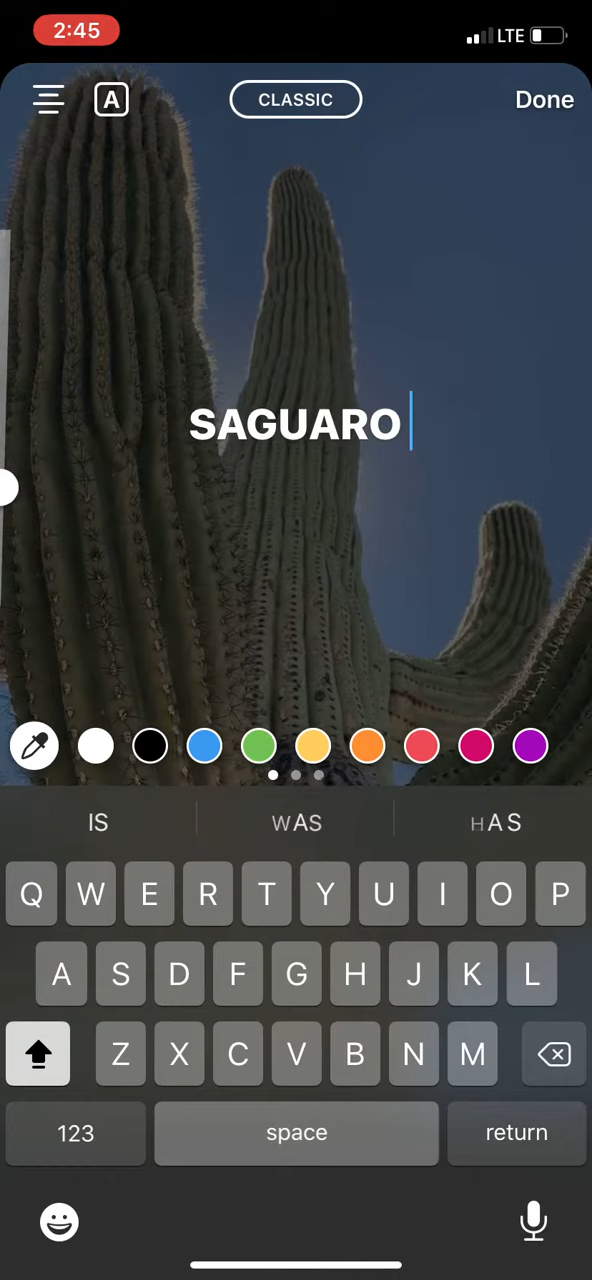 2:45 LTE
A CLASSIC Done
SAGUARO
IS WAS HAS
Q W E R T Y U I O P
A S D F G H J K L
Z X C V B N M
123 space return